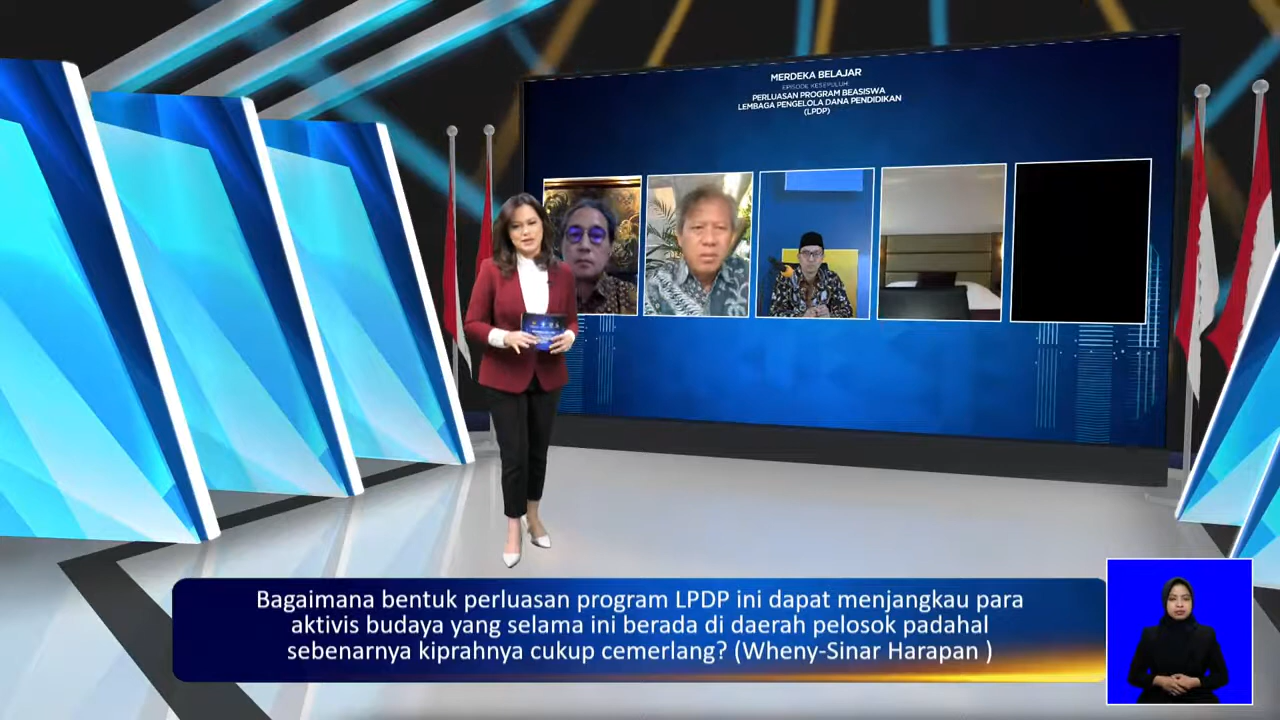 MERDEKA BELAJAR
EPISODE KESEPULUH
PERLUASAN PROGRAM BEASISWA
LEMBAGA PENGELOLA DANA PENDIDIKAN
(LPDP)
Bagaimana bentuk perluasan program LPDP ini dapat menjangkau para
aktivis budaya yang selama ini berada di daerah pelosok padahal
sebenarnya kiprahnya cukup cemerlang? (Wheny-Sinar Harapan )